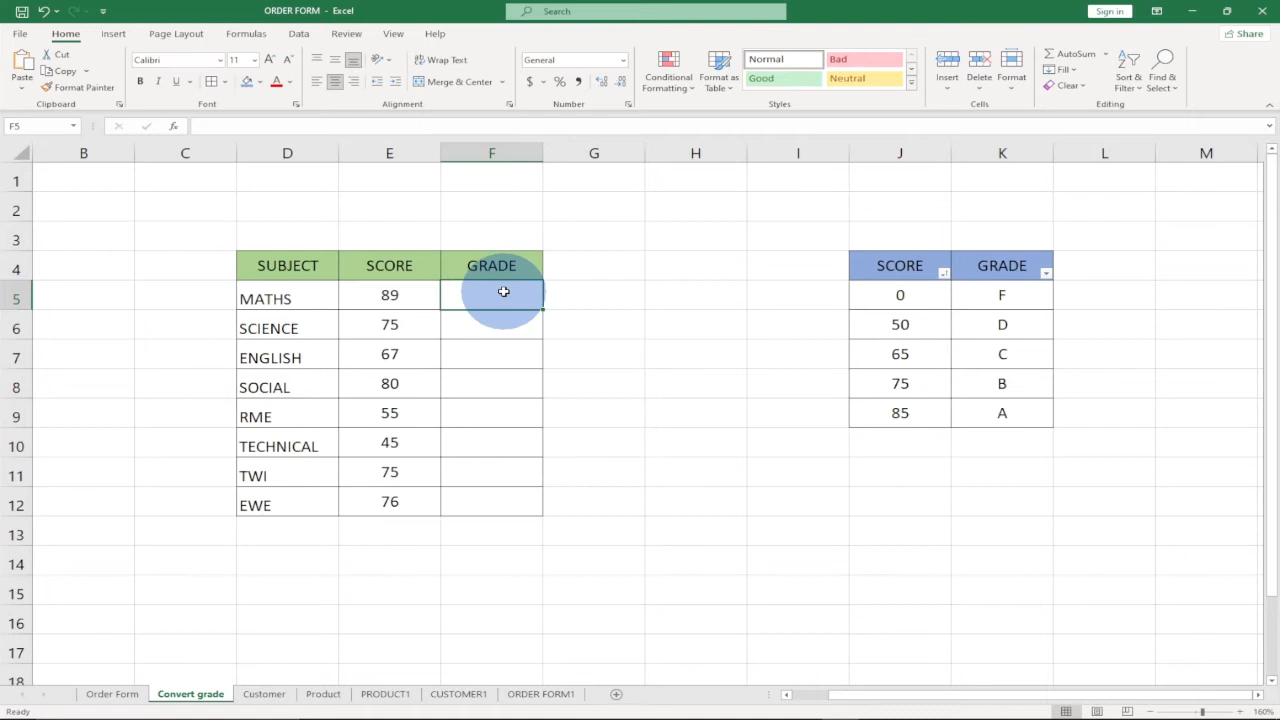 ORDER FORM - Excel
Search
Sign in
File Home Insert Page Layout Formulas Data Review View Help
Share
Paste
Cut
Copy
Format Painter
Clipboard
Calibri 11
A A
B I U A
Font
Wrap Text
Merge & Center
Alignment
General
$ % ,
Number
Conditional Formatting
Format as Table
Normal Bad
Good Neutral
Styles
Insert Delete Format
Cells
AutoSum
Fill
Clear
Sort & Filter
Find & Select
Editing
F5 fx
B C D E F G H I J K L M
1
2
3
4 SUBJECT SCORE GRADE SCORE GRADE
5 MATHS 89 0 F
6 SCIENCE 75 50 D
7 ENGLISH 67 65 C
8 SOCIAL 80 75 B
9 RME 55 85 A
10 TECHNICAL 45
11 TWI 75
12 EWE 76
13
14
15
16
17
18
Order Form Convert grade Customer Product PRODUCT1 CUSTOMER1 ORDER FORM1
Ready 160%